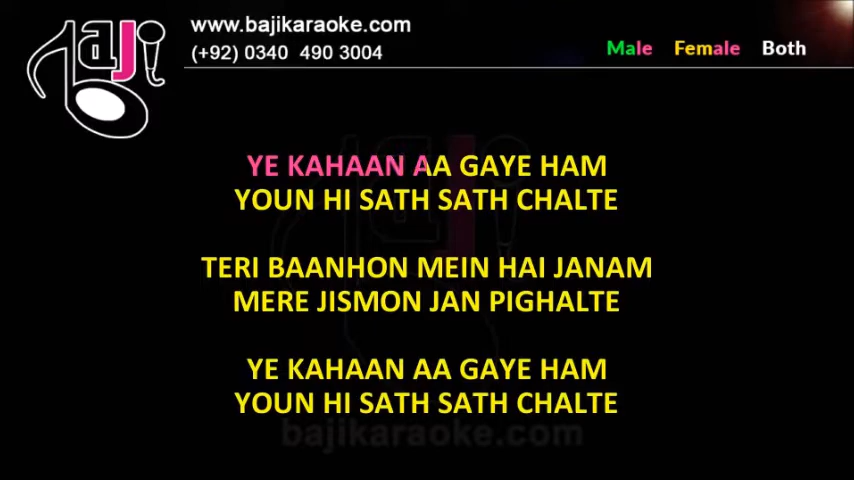 www.bajikaraoke.com
(+92) 0340 490 3004
Male Female Both
baji
YE KAHAAN AA GAYE HAM
YOUN HI SATH SATH CHALTE
TERI BAANHON MEIN HAI JANAM
MERE JISMON JAN PIGHALTE
YE KAHAAN AA GAYE HAM
YOUN HI SATH SATH CHALTE
bajikaraoke.com